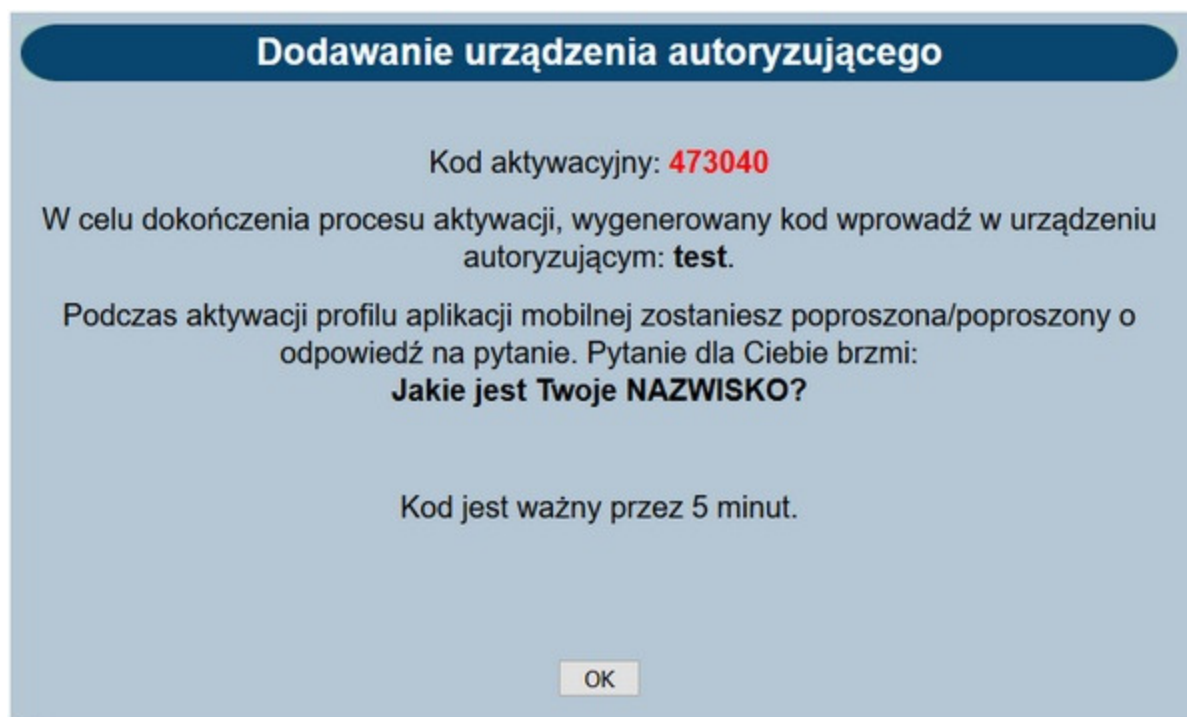 Dodawanie urządzenia autoryzującego
Kod aktywacyjny: 473040
W celu dokończenia procesu aktywacji, wygenerowany kod wprowadź w urządzeniu
autoryzującym: test.
Podczas aktywacji profilu aplikacji mobilnej zostaniesz poproszona/poproszony o
odpowiedź na pytanie. Pytanie dla Ciebie brzmi:
Jakie jest Twoje NAZWISKO?
Kod jest ważny przez 5 minut.
OK